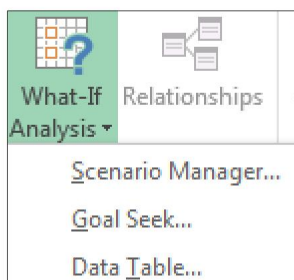 What-If
Analysis
Relationships
Scenario Manager...
Goal Seek...
Data Table...